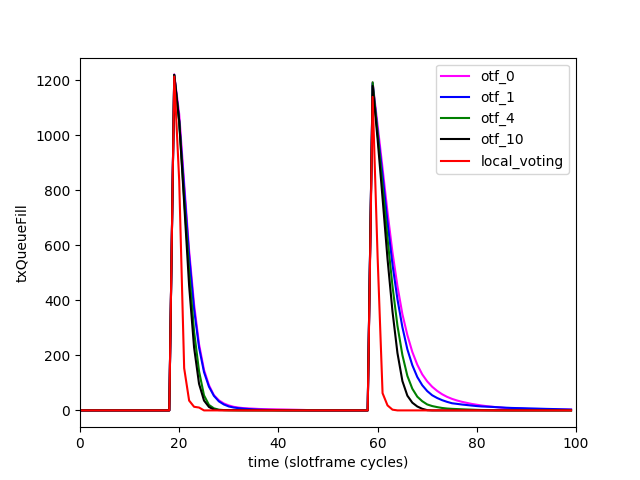 1200
1000
800
600
400
200
0
txQueueFill
0 20 40 60 80 100
time (slotframe cycles)
otf_0
otf_1
otf_4
otf_10
local_voting